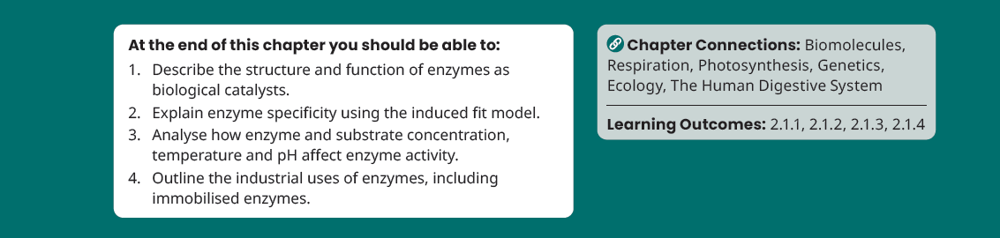 At the end of this chapter you should be able to:
1. Describe the structure and function of enzymes as
biological catalysts.
2. Explain enzyme specificity using the induced fit model.
3. Analyse how enzyme and substrate concentration,
temperature and pH affect enzyme activity.
4. Outline the industrial uses of enzymes, including
immobilised enzymes.
Chapter Connections: Biomolecules,
Respiration, Photosynthesis, Genetics,
Ecology, The Human Digestive System
Learning Outcomes: 2.1.1, 2.1.2, 2.1.3, 2.1.4